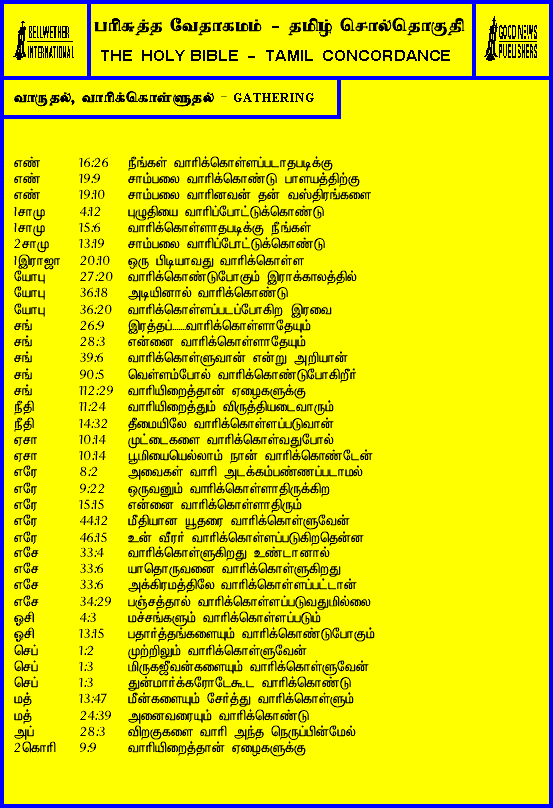 BELLWETHER
INTERNATIONAL
பரிசுத்த வேதாகமம் - தமிழ் சொல்தொகுதி
THE HOLY BIBLE - TAMIL CONCORDANCE
GOOD NEWS
PUBLISHERS
வாருதல், வாரிக்கொள்ளுதல் - GATHERING
எண் 16:26 நீங்கள் வாரிக்கொள்ளப்படாதபடிக்கு
எண் 19:9 சாம்பலை வாரிக்கொண்டு பாளயத்திற்கு
எண் 19:10 சாம்பலை வாரினவன் தன் வஸ்திரங்களை
1சாமு 4:12 புழுதியை வாரிப்போட்டுக்கொண்டு
1சாமு 15:6 வாரிக்கொள்ளாதபடிக்கு நீங்கள்
2சாமு 13:19 சாம்பலை வாரிப்போட்டுக்கொண்டு
1இராஜா 20:10 ஒரு பிடியாவது வாரிக்கொள்ள
யோபு 27:20 வாரிக்கொண்டுபோகும் இராக்காலத்தில்
யோபு 36:18 அடியினால் வாரிக்கொண்டு
யோபு 36:20 வாரிக்கொள்ளப்படப்போகிற இரவை
சங் 26:9 இரத்தப்......வாரிக்கொள்ளாதேயும்
சங் 28:3 என்னை வாரிக்கொள்ளாதேயும்
சங் 39:6 வாரிக்கொள்ளுவான் என்று அறியான்
சங் 90:5 வெள்ளம்போல் வாரிக்கொண்டுபோகிறீர்
சங் 112:29 வாரியிறைத்தான் ஏழைகளுக்கு
நீதி 11:24 வாரியிறைத்தும் விருத்தியடைவாரும்
நீதி 14:32 தீமையிலே வாரிக்கொள்ளப்படுவான்
ஏசா 10:14 முட்டைகளை வாரிக்கொள்வதுபோல்
ஏசா 10:14 பூமியையெல்லாம் நான் வாரிக்கொண்டேன்
எரே 8:2 அவைகள் வாரி அடக்கம்பண்ணப்படாமல்
எரே 9:22 ஒருவனும் வாரிக்கொள்ளாதிருக்கிற
எரே 15:15 என்னை வாரிக்கொள்ளாதிரும்
எரே 44:12 மீதியான யூதரை வாரிக்கொள்ளுவேன்
எரே 46:15 உன் வீரர் வாரிக்கொள்ளப்படுகிறதென்ன
எசே 33:4 வாரிக்கொள்ளுகிறது உண்டானால்
எசே 33:6 யாதொருவனை வாரிக்கொள்ளுகிறது
எசே 33:6 அக்கிரமத்திலே வாரிக்கொள்ளப்பட்டான்
எசே 34:29 பஞ்சத்தால் வாரிக்கொள்ளப்படுவதுமில்லை
ஓசி 4:3 மச்சங்களும் வாரிக்கொள்ளப்படும்
ஓசி 13:15 பதார்த்தங்களையும் வாரிக்கொண்டுபோகும்
செப் 1:2 முற்றிலும் வாரிக்கொள்ளுவேன்
செப் 1:3 மிருகஜீவன்களையும் வாரிக்கொள்ளுவேன்
செப் 1:3 துன்மார்க்கரோடேகூட வாரிக்கொண்டு
மத் 13:47 மீன்களையும் சேர்த்து வாரிக்கொள்ளும்
மத் 24:39 அனைவரையும் வாரிக்கொண்டு
அப் 28:3 விறகுகளை வாரி அந்த நெருப்பின்மேல்
2கொரி 9:9 வாரியிறைத்தான் ஏழைகளுக்கு